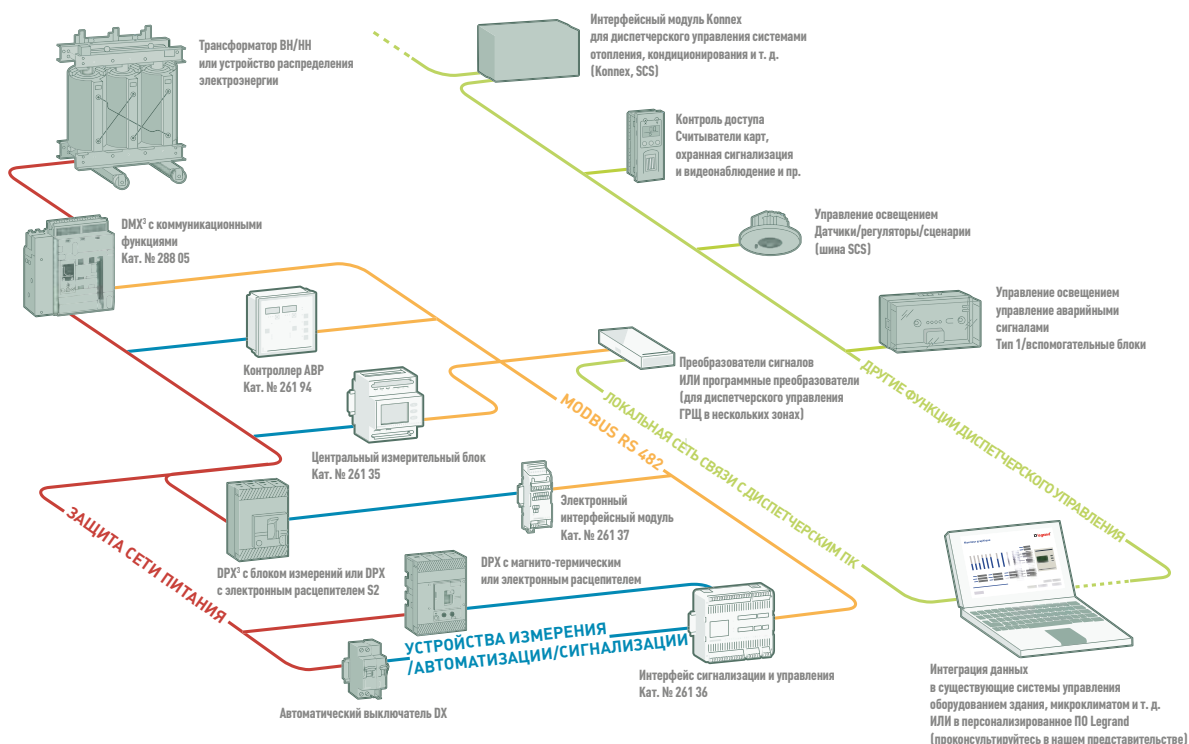 Трансформатор ВН/НН
или устройство распределения
электроэнергии
Интерфейсный модуль Konnex
для диспетчерского управления системами
отопления, кондиционирования и т. д.
(Konnex, SCS)
Контроль доступа
Считыватели карт,
охранная сигнализация
и видеонаблюдение и пр.
DMX³ с коммуникационными
функциями
Кат. № 288 05
Управление освещением
Датчики/регуляторы/сценарии
(шина SCS)
Управление освещением
управление аварийными
сигналами
Тип 1/вспомогательные блоки
Контроллер АВР
Кат. № 261 94
Преобразователи сигналов
ИЛИ программные преобразователи
(для диспетчерского управления
ГРЩ в нескольких зонах)
ДРУГИЕ ФУНКЦИИ ДИСПЕТЧЕРСКОГО УПРАВЛЕНИЯ
MODBUS RS 482
ЛОКАЛЬНАЯ СЕТЬ СВЯЗИ С ДИСПЕТЧЕРСКИМ ПК
Центральный измерительный блок
Кат. № 261 35
Электронный
интерфейсный модуль
Кат. № 261 37
ЗАЩИТА СЕТИ ПИТАНИЯ
DPX³ с блоком измерений или DPX
с электронным расцепителем S2
DPX с магнито-термическим
или электронным расцепителем
legrand
УСТРОЙСТВА ИЗМЕРЕНИЯ
/АВТОМАТИЗАЦИИ/СИГНАЛИЗАЦИИ
Интерфейс сигнализации и управления
Кат. № 261 36
Автоматический выключатель DX
Интеграция данных
в существующие системы управления
оборудованием здания, микроклиматом и т. д.
ИЛИ в персонализированное ПО Legrand
(проконсультируйтесь в нашем представительстве)